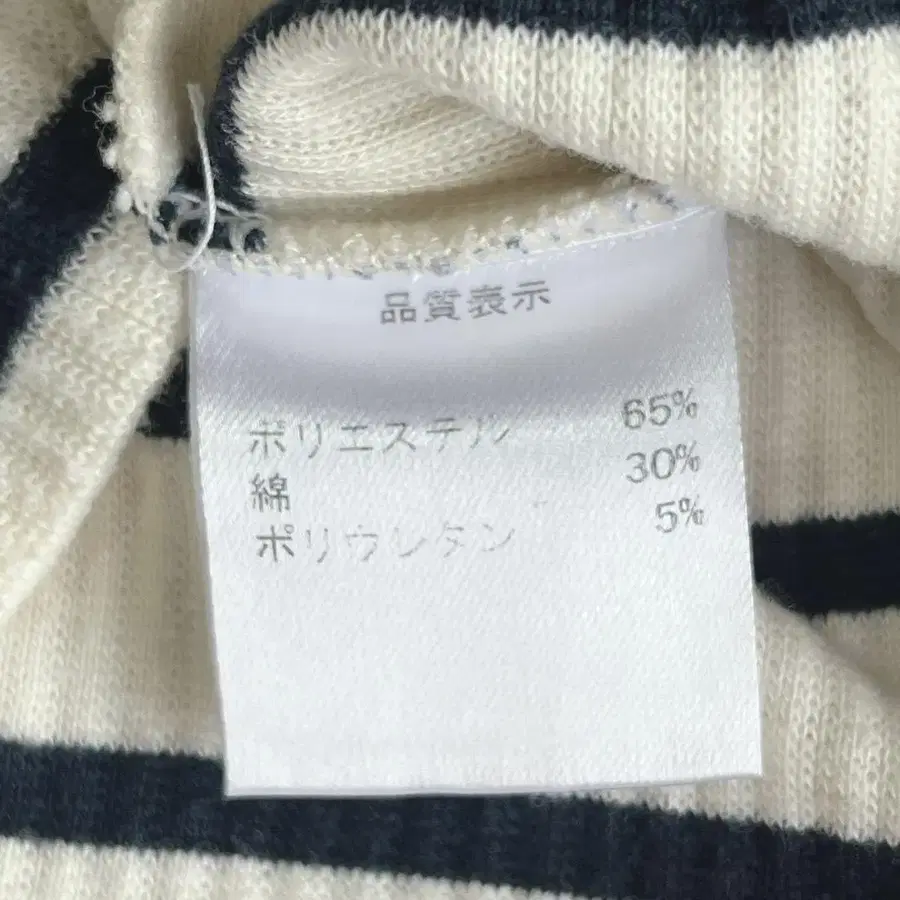 品質表示
ポリエステル 65%
綿 30%
ポリウレタン 5%